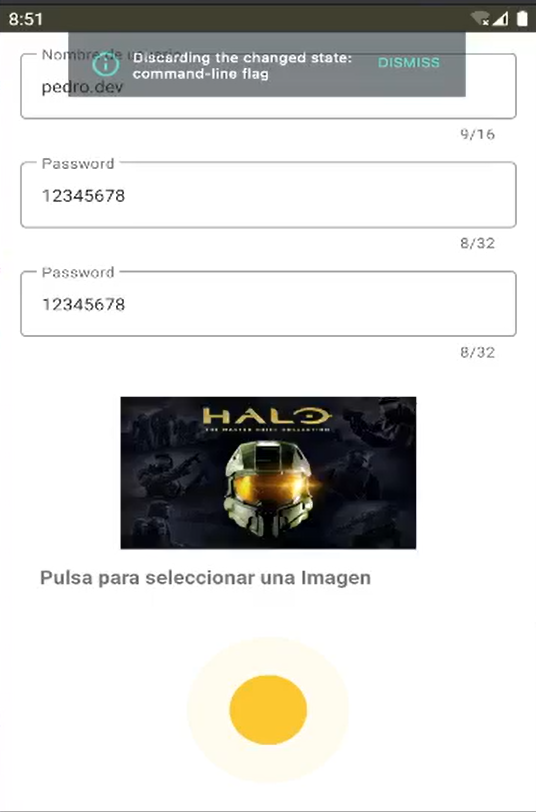 8:51
Nombre de usario
Discarding the changed state:
command-line flag
DISMISS
pedro.dev
9/16
Password
12345678
8/32
Password
12345678
8/32
HALO
THE MASTER CHIEF COLLECTION
Pulsa para seleccionar una Imagen